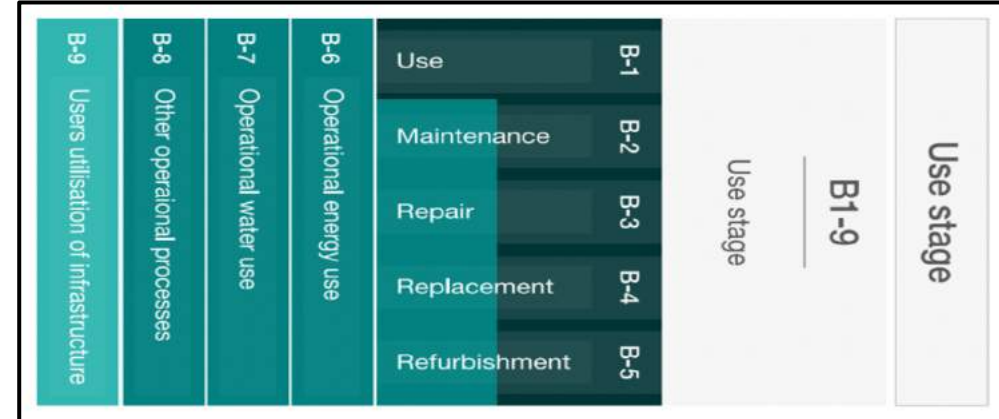 Use stage
B1-9
Use stage
B-1
Use
B-2
Maintenance
B-3
Repair
B-4
Replacement
B-5
Refurbishment
B-6 Operational energy use
B-7 Operational water use
B-8 Other operaional processes
B-9 Users utilisation of infrastructure